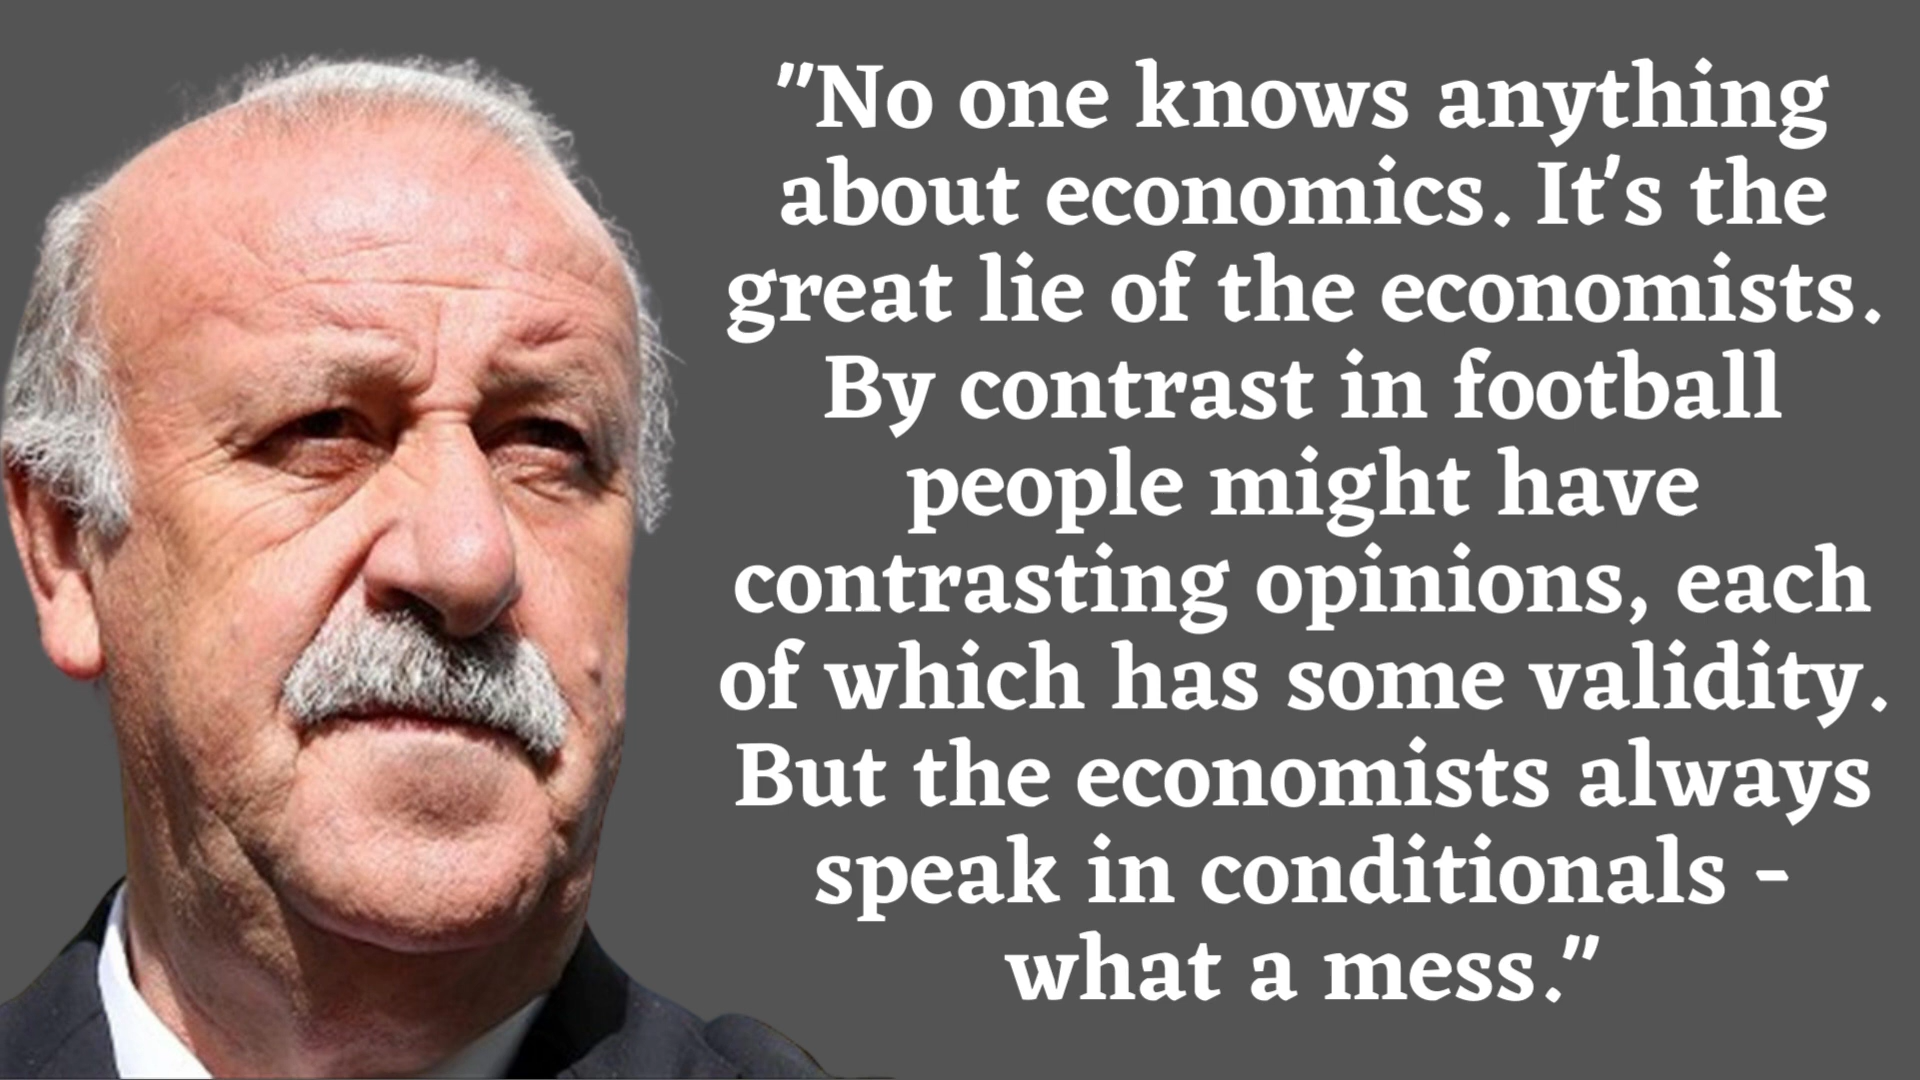 "No one knows anything
about economics. It's the
great lie of the economists.
By contrast in football
people might have
contrasting opinions, each
of which has some validity.
But the economists always
speak in conditionals -
what a mess."